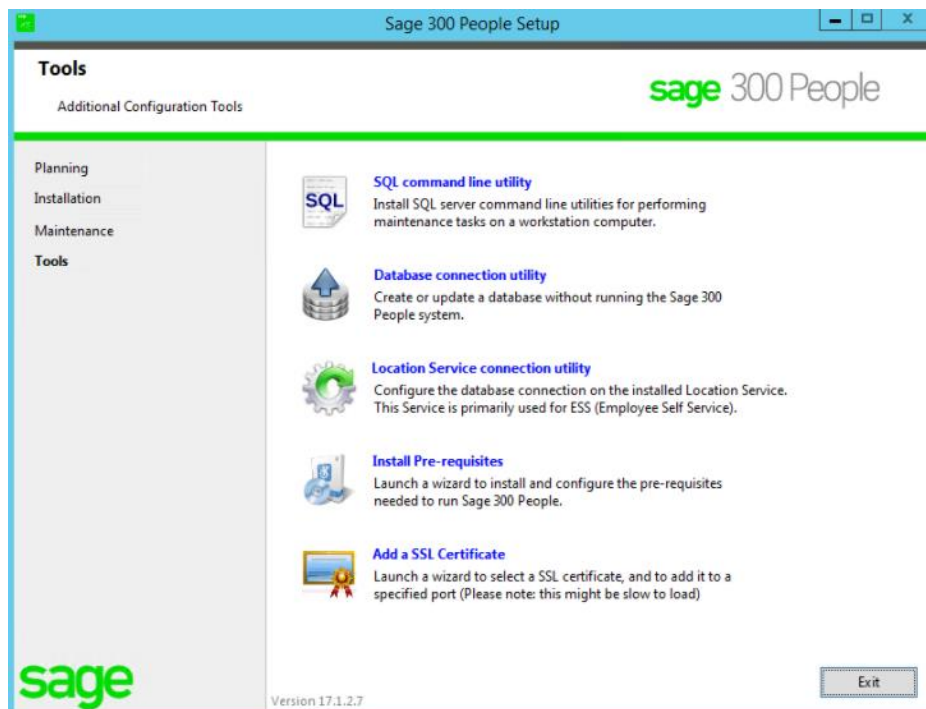 Sage 300 People Setup
Tools
Additional Configuration Tools
sage 300 People
Planning
Installation
Maintenance
Tools
SQL
SQL command line utility
Install SQL server command line utilities for performing
maintenance tasks on a workstation computer.
Database connection utility
Create or update a database without running the Sage 300
People system.
Location Service connection utility
Configure the database connection on the installed Location Service.
This Service is primarily used for ESS (Employee Self Service).
Install Pre-requisites
Launch a wizard to install and configure the pre-requisites
needed to run Sage 300 People.
Add a SSL Certificate
Launch a wizard to select a SSL certificate, and to add it to a
specified port (Please note: this might be slow to load)
sage
Version 17.1.2.7
Exit